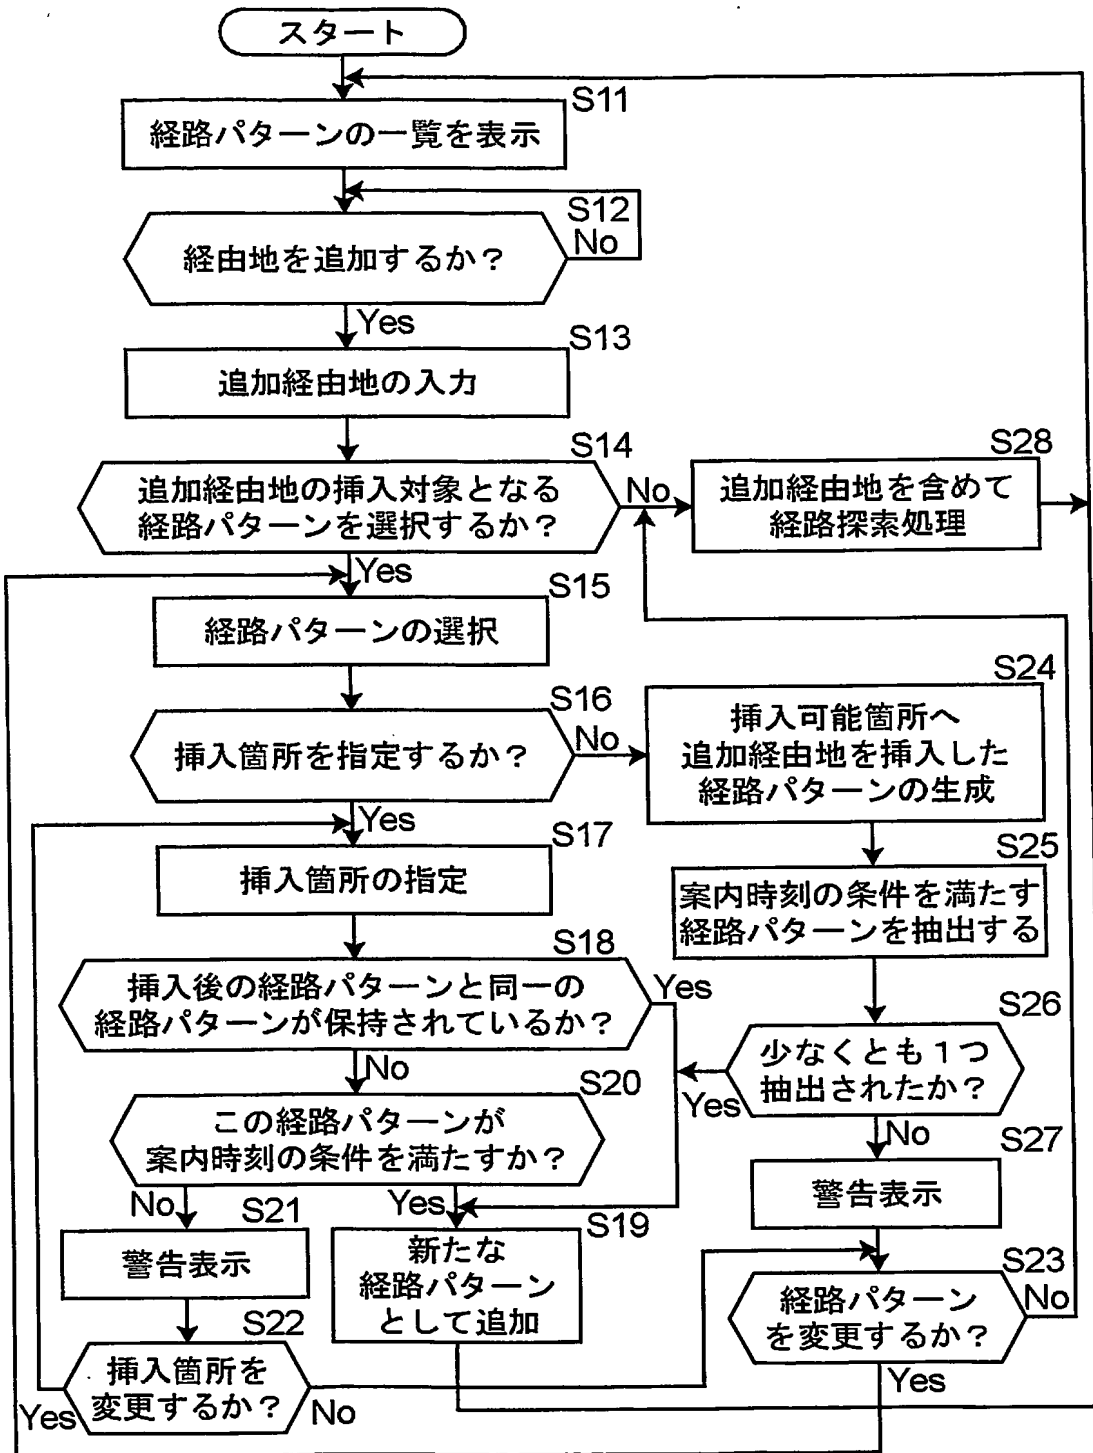 スタート
S11
経路パターンの一覧を表示
S12
経由地を追加するか？
No
Yes
S13
追加経由地の入力
S14
追加経由地の挿入対象となる
経路パターンを選択するか？
No
S28
追加経由地を含めて
経路探索処理
Yes
S15
経路パターンの選択
S16
挿入箇所を指定するか？
No
S24
挿入可能箇所へ
追加経由地を挿入した
経路パターンの生成
Yes
S17
挿入箇所の指定
S25
案内時刻の条件を満たす
経路パターンを抽出する
S18
挿入後の経路パターンと同一の
経路パターンが保持されているか？
Yes
No
S26
少なくとも１つ
抽出されたか？
Yes
No
S20
この経路パターンが
案内時刻の条件を満たすか？
No
Yes
S27
警告表示
S21
警告表示
S19
新たな
経路パターン
として追加
S23
経路パターン
を変更するか？
No
Yes
S22
挿入箇所を
変更するか？
Yes
No